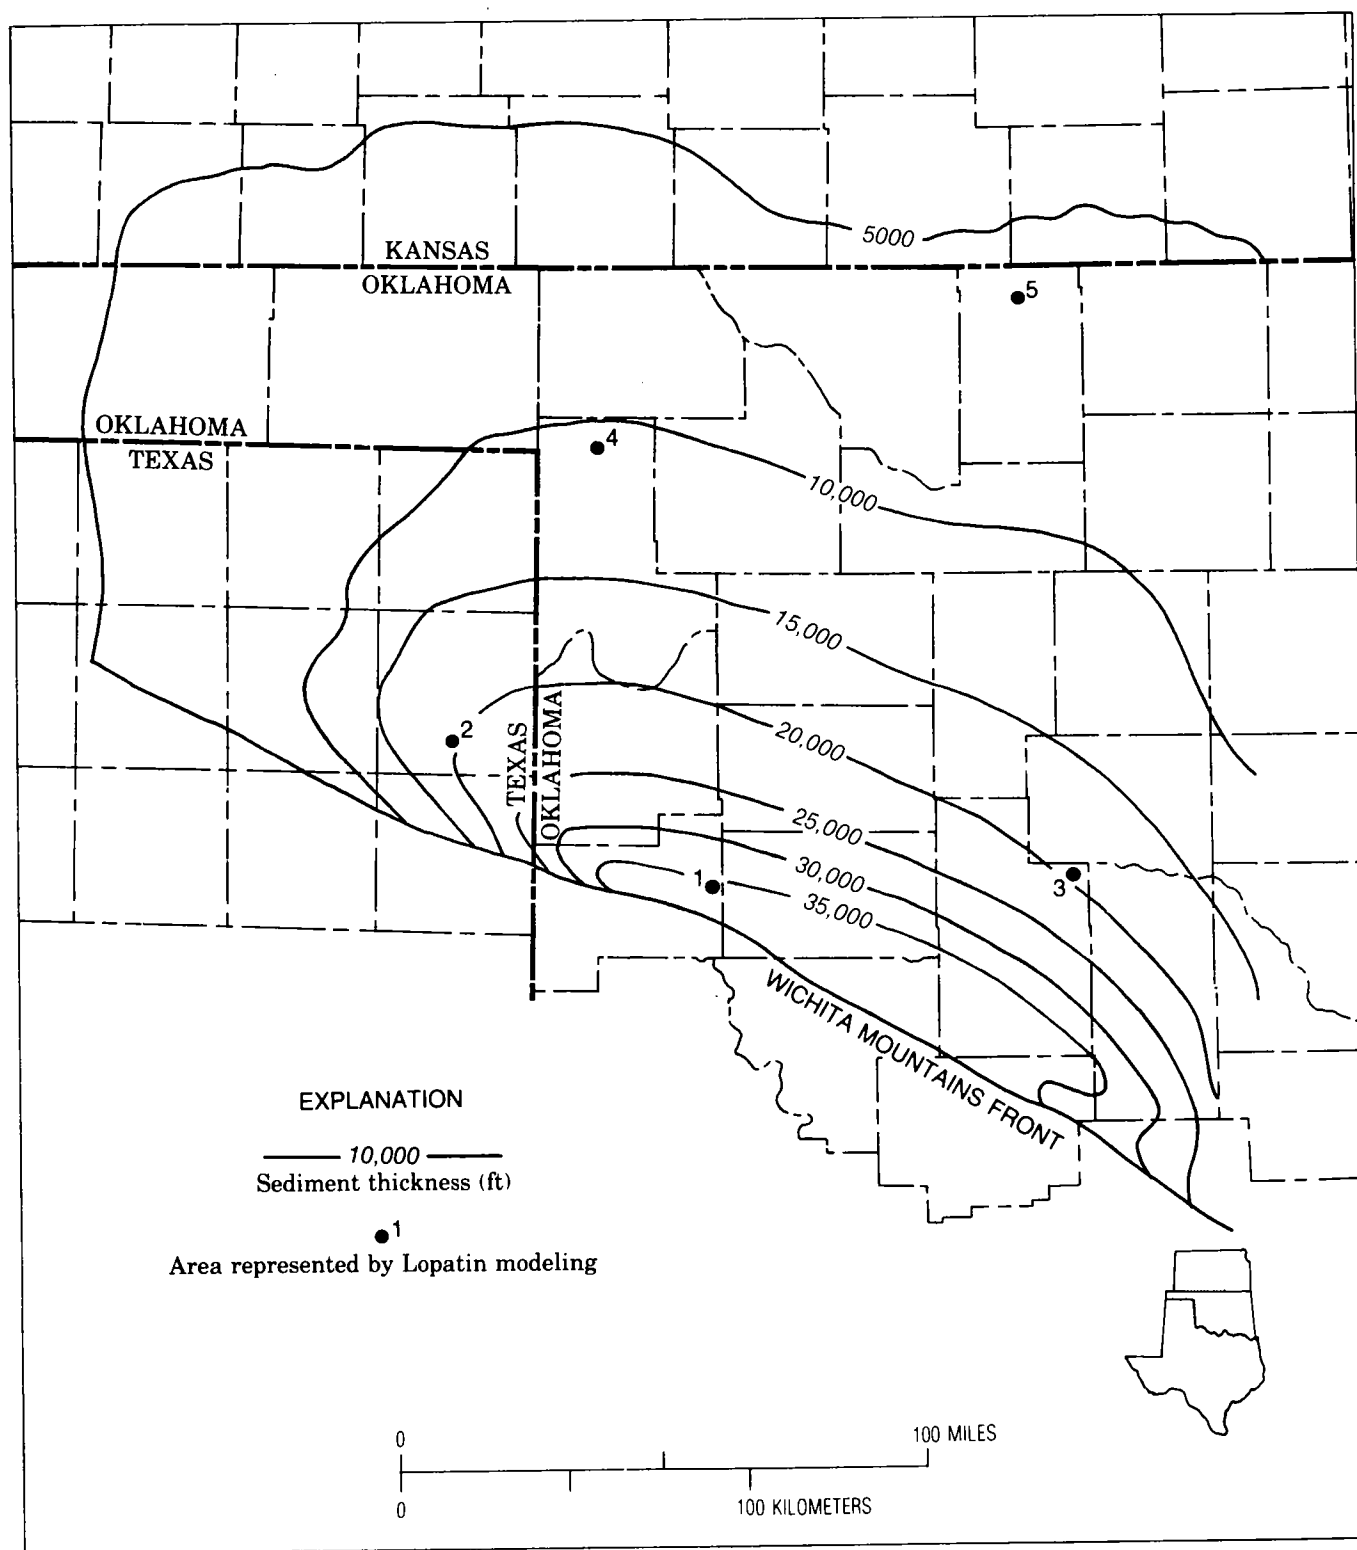 5000
KANSAS
OKLAHOMA
5
OKLAHOMA
TEXAS
4
10,000
15,000
2
TEXAS
OKLAHOMA
20,000
25,000
1
30,000
3
35,000
WICHITA MOUNTAINS FRONT
EXPLANATION
10,000
Sediment thickness (ft)
1
Area represented by Lopatin modeling
0
100 MILES
0
100 KILOMETERS